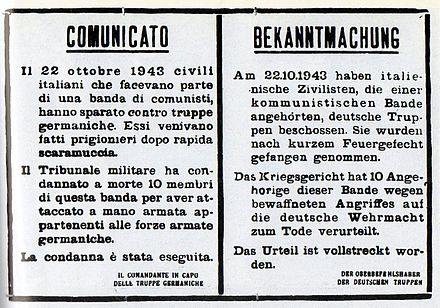 COMUNICATO
Il 22 ottobre 1943 civili
italiani che facevano parte
di una banda di comunisti,
hanno sparato contro truppe
germaniche. Essi venivano
fatti prigionieri dopo rapida
scaramuccia.
Il Tribunale militare ha con-
dannato a morte 10 membri
di questa banda per aver at-
taccato a mano armata ap-
partenenti alle forze armate
germaniche.
La condanna è stata eseguita.
IL COMANDANTE IN CAPO
DELLE TRUPPE GERMANICHE
BEKANNTMACHUNG
Am 22.10.1943 haben italie-
nische Zivilisten, die einer
kommunistischen Bande
angehörten, deutsche Trup-
pen beschossen. Sie wurden
nach kurzem Feuergefecht
gefangen genommen.
Das Kriegsgericht hat 10 Ange-
hörige dieser Bande wegen
bewaffneten Angriffes auf
die deutsche Wehrmacht
zum Tode verurteilt.
Das Urteil ist vollstreckt wor-
den.
DER OBERBEFEHLSHABER
DER DEUTSCHEN TRUPPEN